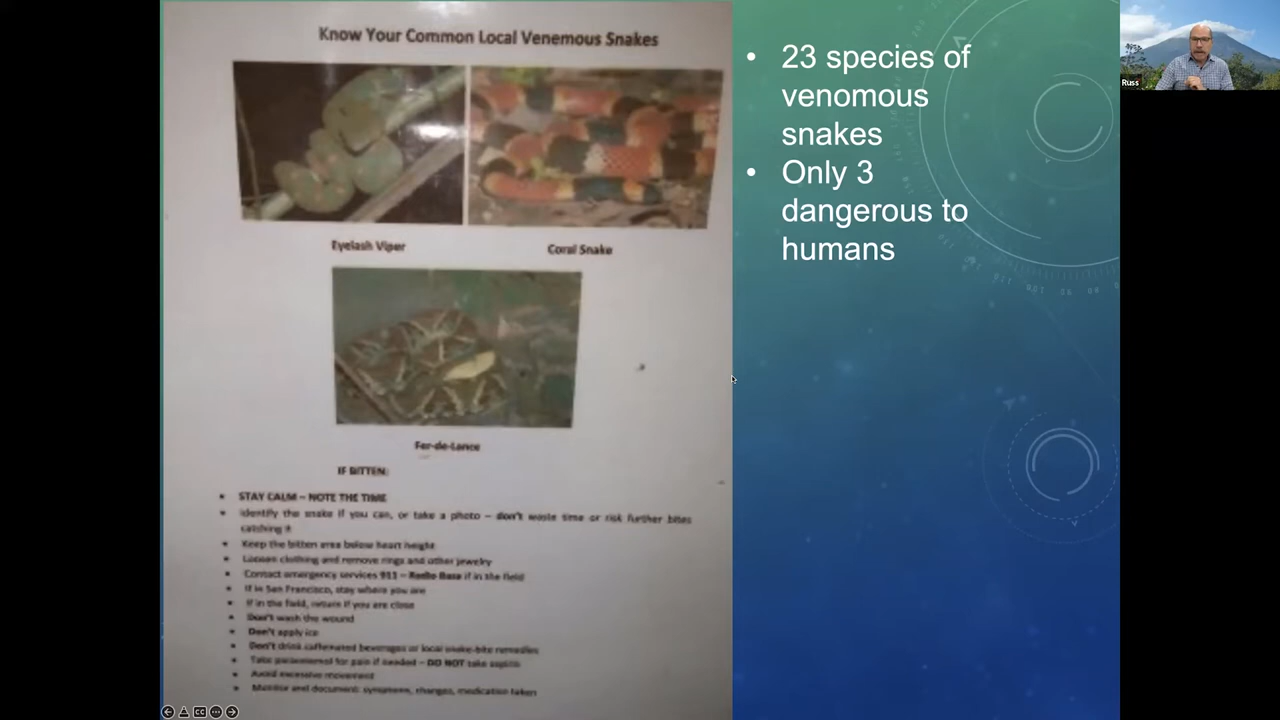 Know Your Common Local Venemous Snakes
Eyelash Viper
Coral Snake
Fer-de-Lance
IF BITTEN:
• STAY CALM – NOTE THE TIME
• Identify the snake if you can, or take a photo – don't waste time or risk further bites
catching it
• Keep the bitten area below heart height
• Loosen clothing and remove rings and other jewelry
• Contact emergency services 911 – Radio Base if in the field
• If in San Francisco, stay where you are
• If in the field, return if you are close
• Don't wash the wound
• Don't apply ice
• Don't drink caffeinated beverages or local snake-bite remedies
• Take paracetemol for pain if needed – DO NOT take aspirin
• Avoid excessive movement
• Monitor and document: symptoms, changes, medication taken
• 23 species of
venomous
snakes
• Only 3
dangerous to
humans
Russ
CC